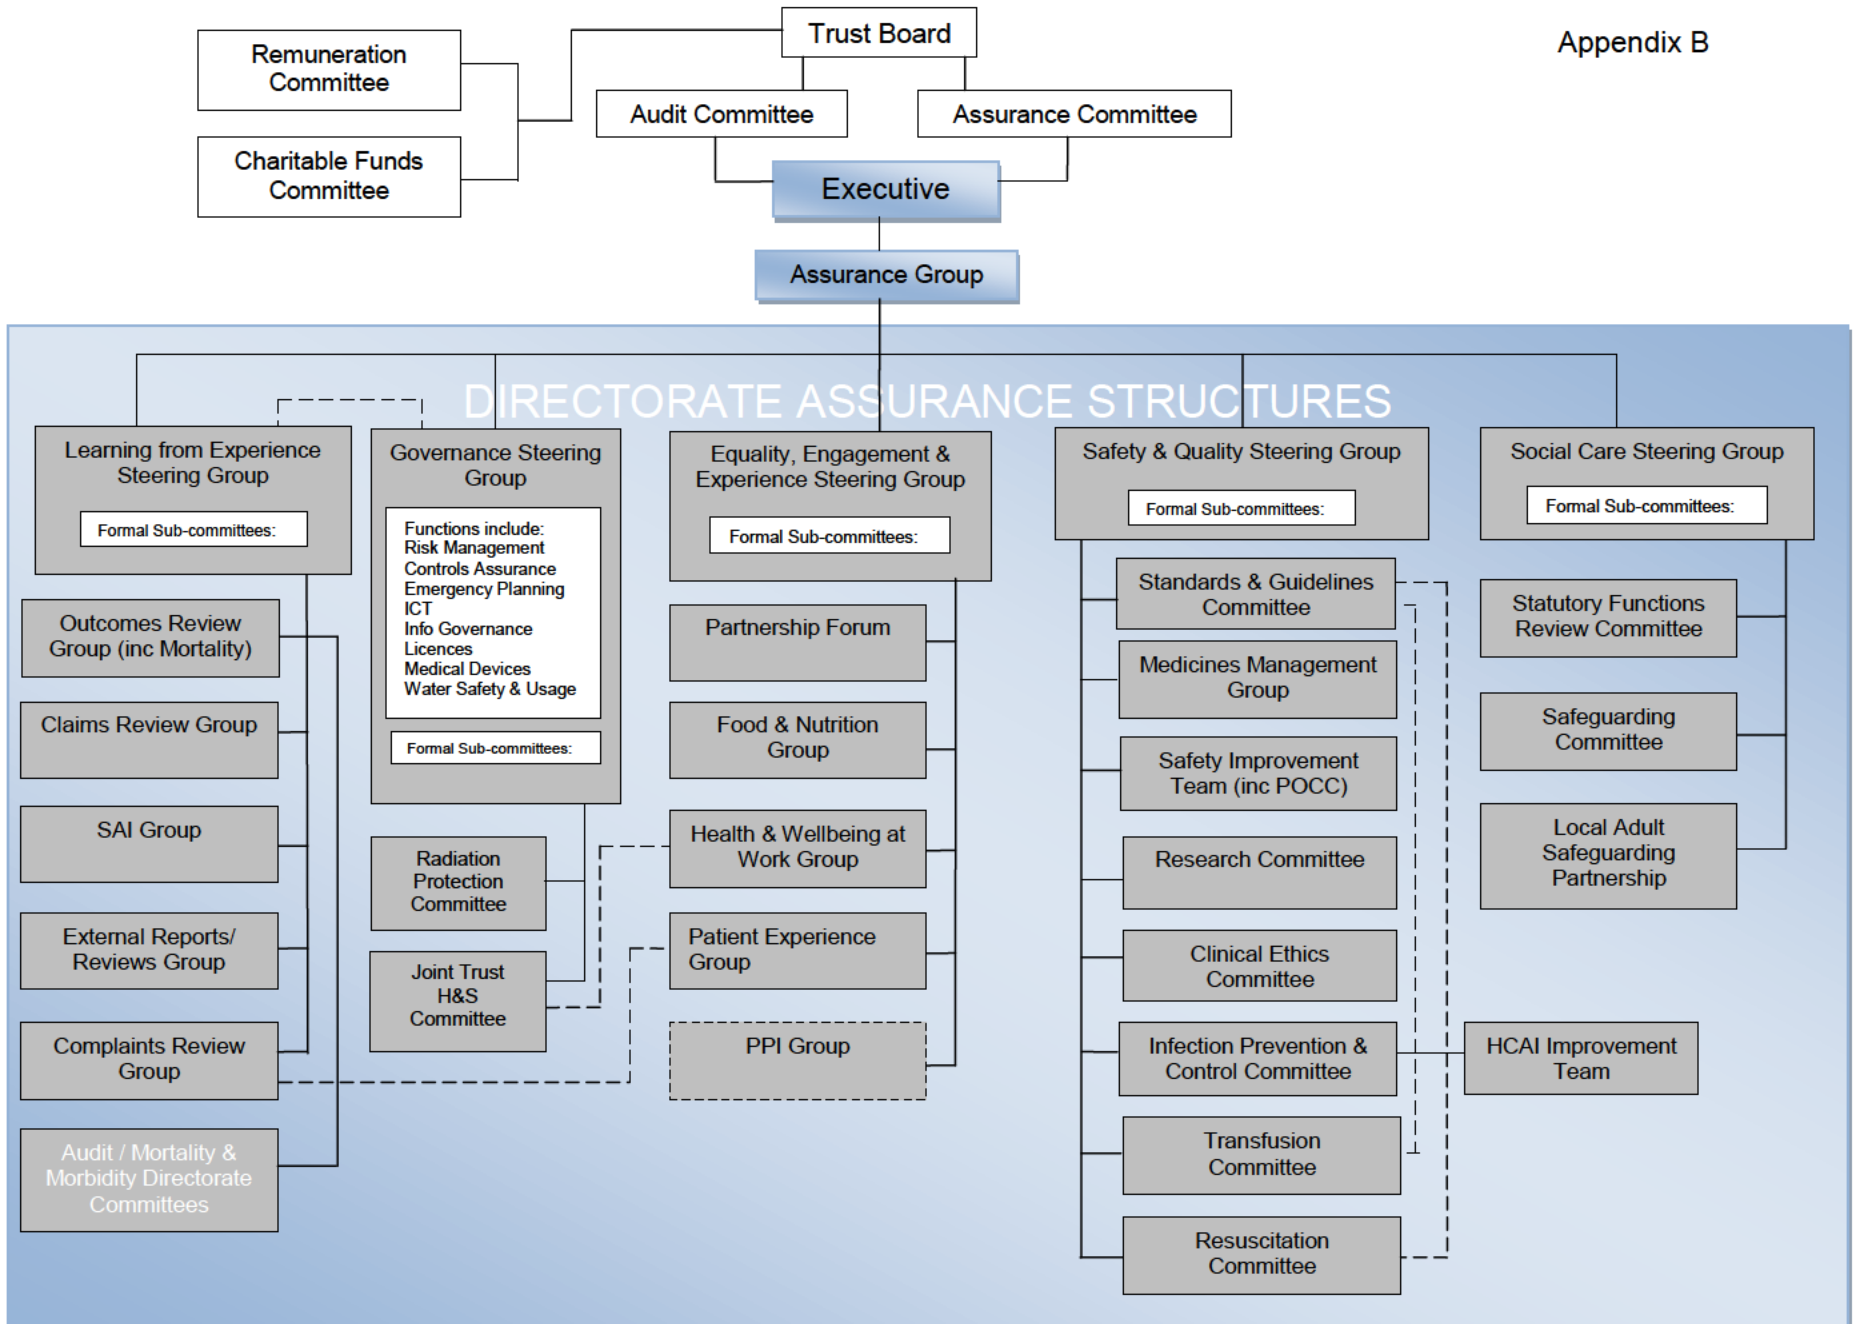 Appendix B
Trust Board
Remuneration
Committee
Charitable Funds
Committee
Audit Committee
Assurance Committee
Executive
Assurance Group
DIRECTORATE ASSURANCE STRUCTURES
Learning from Experience
Steering Group
Formal Sub-committees:
Outcomes Review
Group (inc Mortality)
Claims Review Group
SAI Group
External Reports/
Reviews Group
Complaints Review
Group
Audit / Mortality &
Morbidity Directorate
Committees
Governance Steering
Group
Functions include:
Risk Management
Controls Assurance
Emergency Planning
ICT
Info Governance
Licences
Medical Devices
Water Safety & Usage
Formal Sub-committees:
Radiation
Protection
Committee
Joint Trust
H&S
Committee
Equality, Engagement &
Experience Steering Group
Formal Sub-committees:
Partnership Forum
Food & Nutrition
Group
Health & Wellbeing at
Work Group
Patient Experience
Group
PPI Group
Safety & Quality Steering Group
Formal Sub-committees:
Standards & Guidelines
Committee
Medicines Management
Group
Safety Improvement
Team (inc POCC)
Research Committee
Clinical Ethics
Committee
Infection Prevention &
Control Committee
HCAI Improvement
Team
Transfusion
Committee
Resuscitation
Committee
Social Care Steering Group
Formal Sub-committees:
Statutory Functions
Review Committee
Safeguarding
Committee
Local Adult
Safeguarding
Partnership